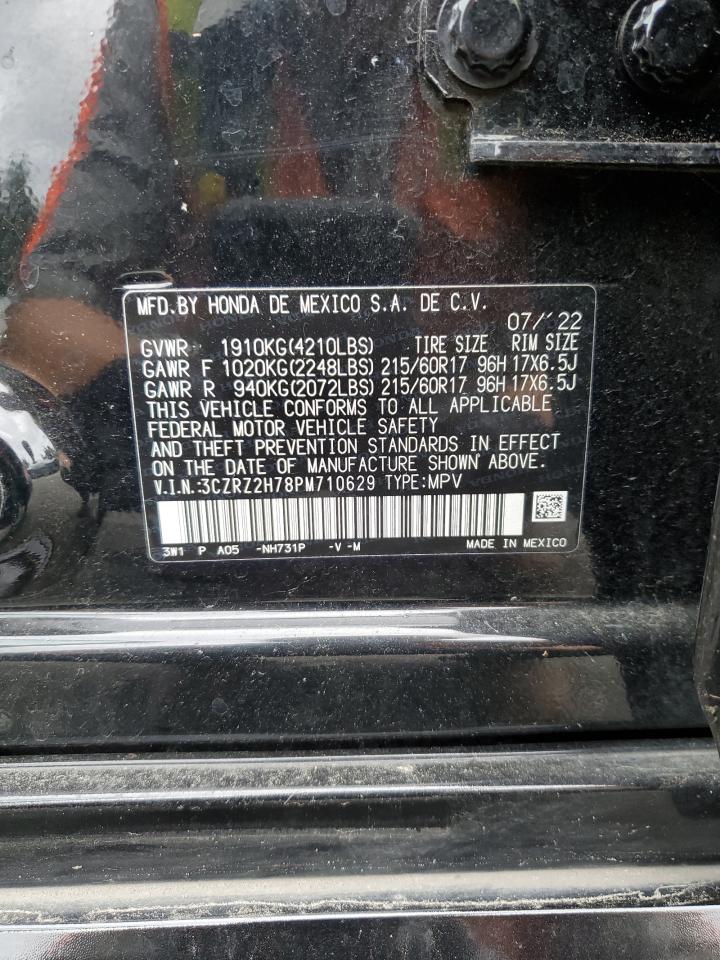 MFD.BY HONDA DE MEXICO S.A. DE C.V.
07/'22
GVWR 1910KG(4210LBS) TIRE SIZE RIM SIZE
GAWR F 1020KG(2248LBS) 215/60R17 96H 17X6.5J
GAWR R 940KG(2072LBS) 215/60R17 96H 17X6.5J
THIS VEHICLE CONFORMS TO ALL APPLICABLE
FEDERAL MOTOR VEHICLE SAFETY
AND THEFT PREVENTION STANDARDS IN EFFECT
ON THE DATE OF MANUFACTURE SHOWN ABOVE.
V.I.N.:3CZRZ2H78PM710629 TYPE:MPV
3W1 P A05 -NH731P -V -M MADE IN MEXICO